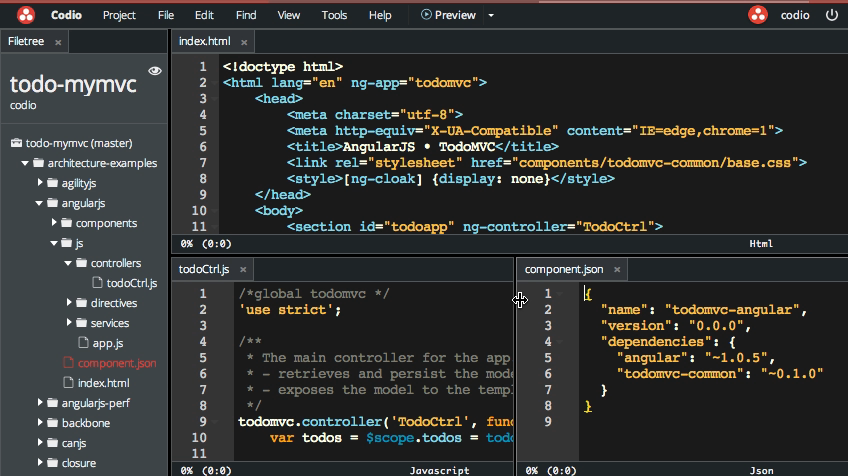 Codio Project File Edit Find View Tools Help Preview codio
Filetree ×
todo-mymvc
codio
todo-mymvc (master)
architecture-examples
agilityjs
angularjs
components
js
controllers
todoCtrl.js
directives
services
app.js
component.json
index.html
angularjs-perf
backbone
canjs
closure
index.html ×
1 <!doctype html>
2 <html lang="en" ng-app="todomvc">
3 <head>
4 <meta charset="utf-8">
5 <meta http-equiv="X-UA-Compatible" content="IE=edge,chrome=1">
6 <title>AngularJS • TodoMVC</title>
7 <link rel="stylesheet" href="components/todomvc-common/base.css">
8 <style>[ng-cloak] {display: none}</style>
9 </head>
10 <body>
11 <section id="todoapp" ng-controller="TodoCtrl">
0% (0:0) Html
todoCtrl.js ×
1 /*global todomvc */
2 'use strict';
3
4 /**
5 * The main controller for the app
6 * - retrieves and persist the mode
7 * - exposes the model to the templ
8 */
9 todomvc.controller('TodoCtrl', func
10 var todos = $scope.todos = todo
11
0% (0:0) Javascript
component.json ×
1 {
2 "name": "todomvc-angular",
3 "version": "0.0.0",
4 "dependencies": {
5 "angular": "~1.0.5",
6 "todomvc-common": "~0.1.0"
7 }
8 }
9
0% (0:0) Json